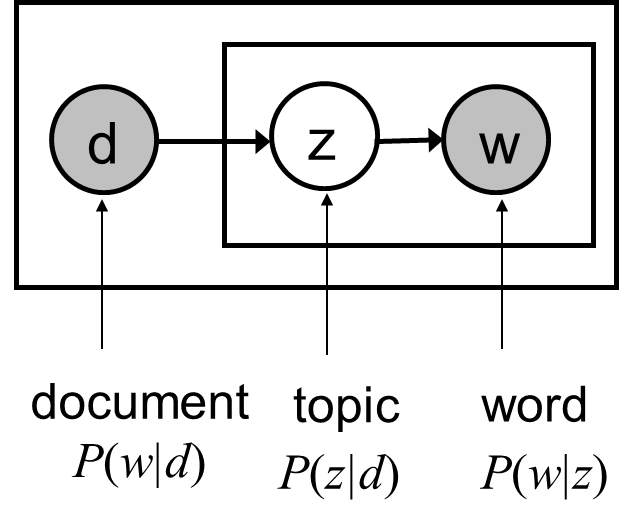 d z w
document topic word
P(w|d) P(z|d) P(w|z)